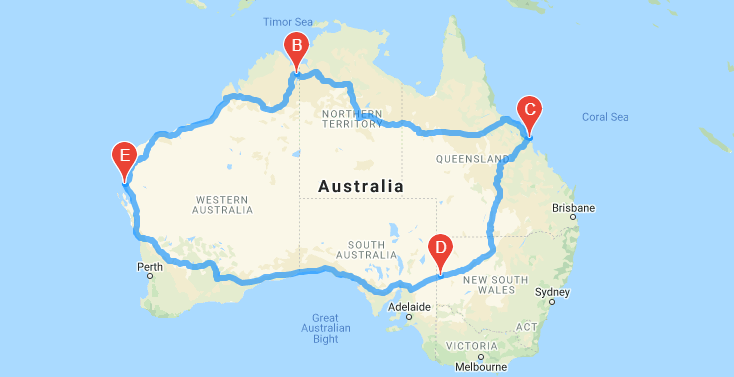 Timor Sea
B
C
Coral Sea
NORTHERN
TERRITORY
E
QUEENSLAND
Australia
WESTERN
AUSTRALIA
Brisbane
D
SOUTH
AUSTRALIA
Perth
NEW SOUTH
WALES
Sydney
Adelaide
Great
Australian
Bight
ACT
VICTORIA
Melbourne